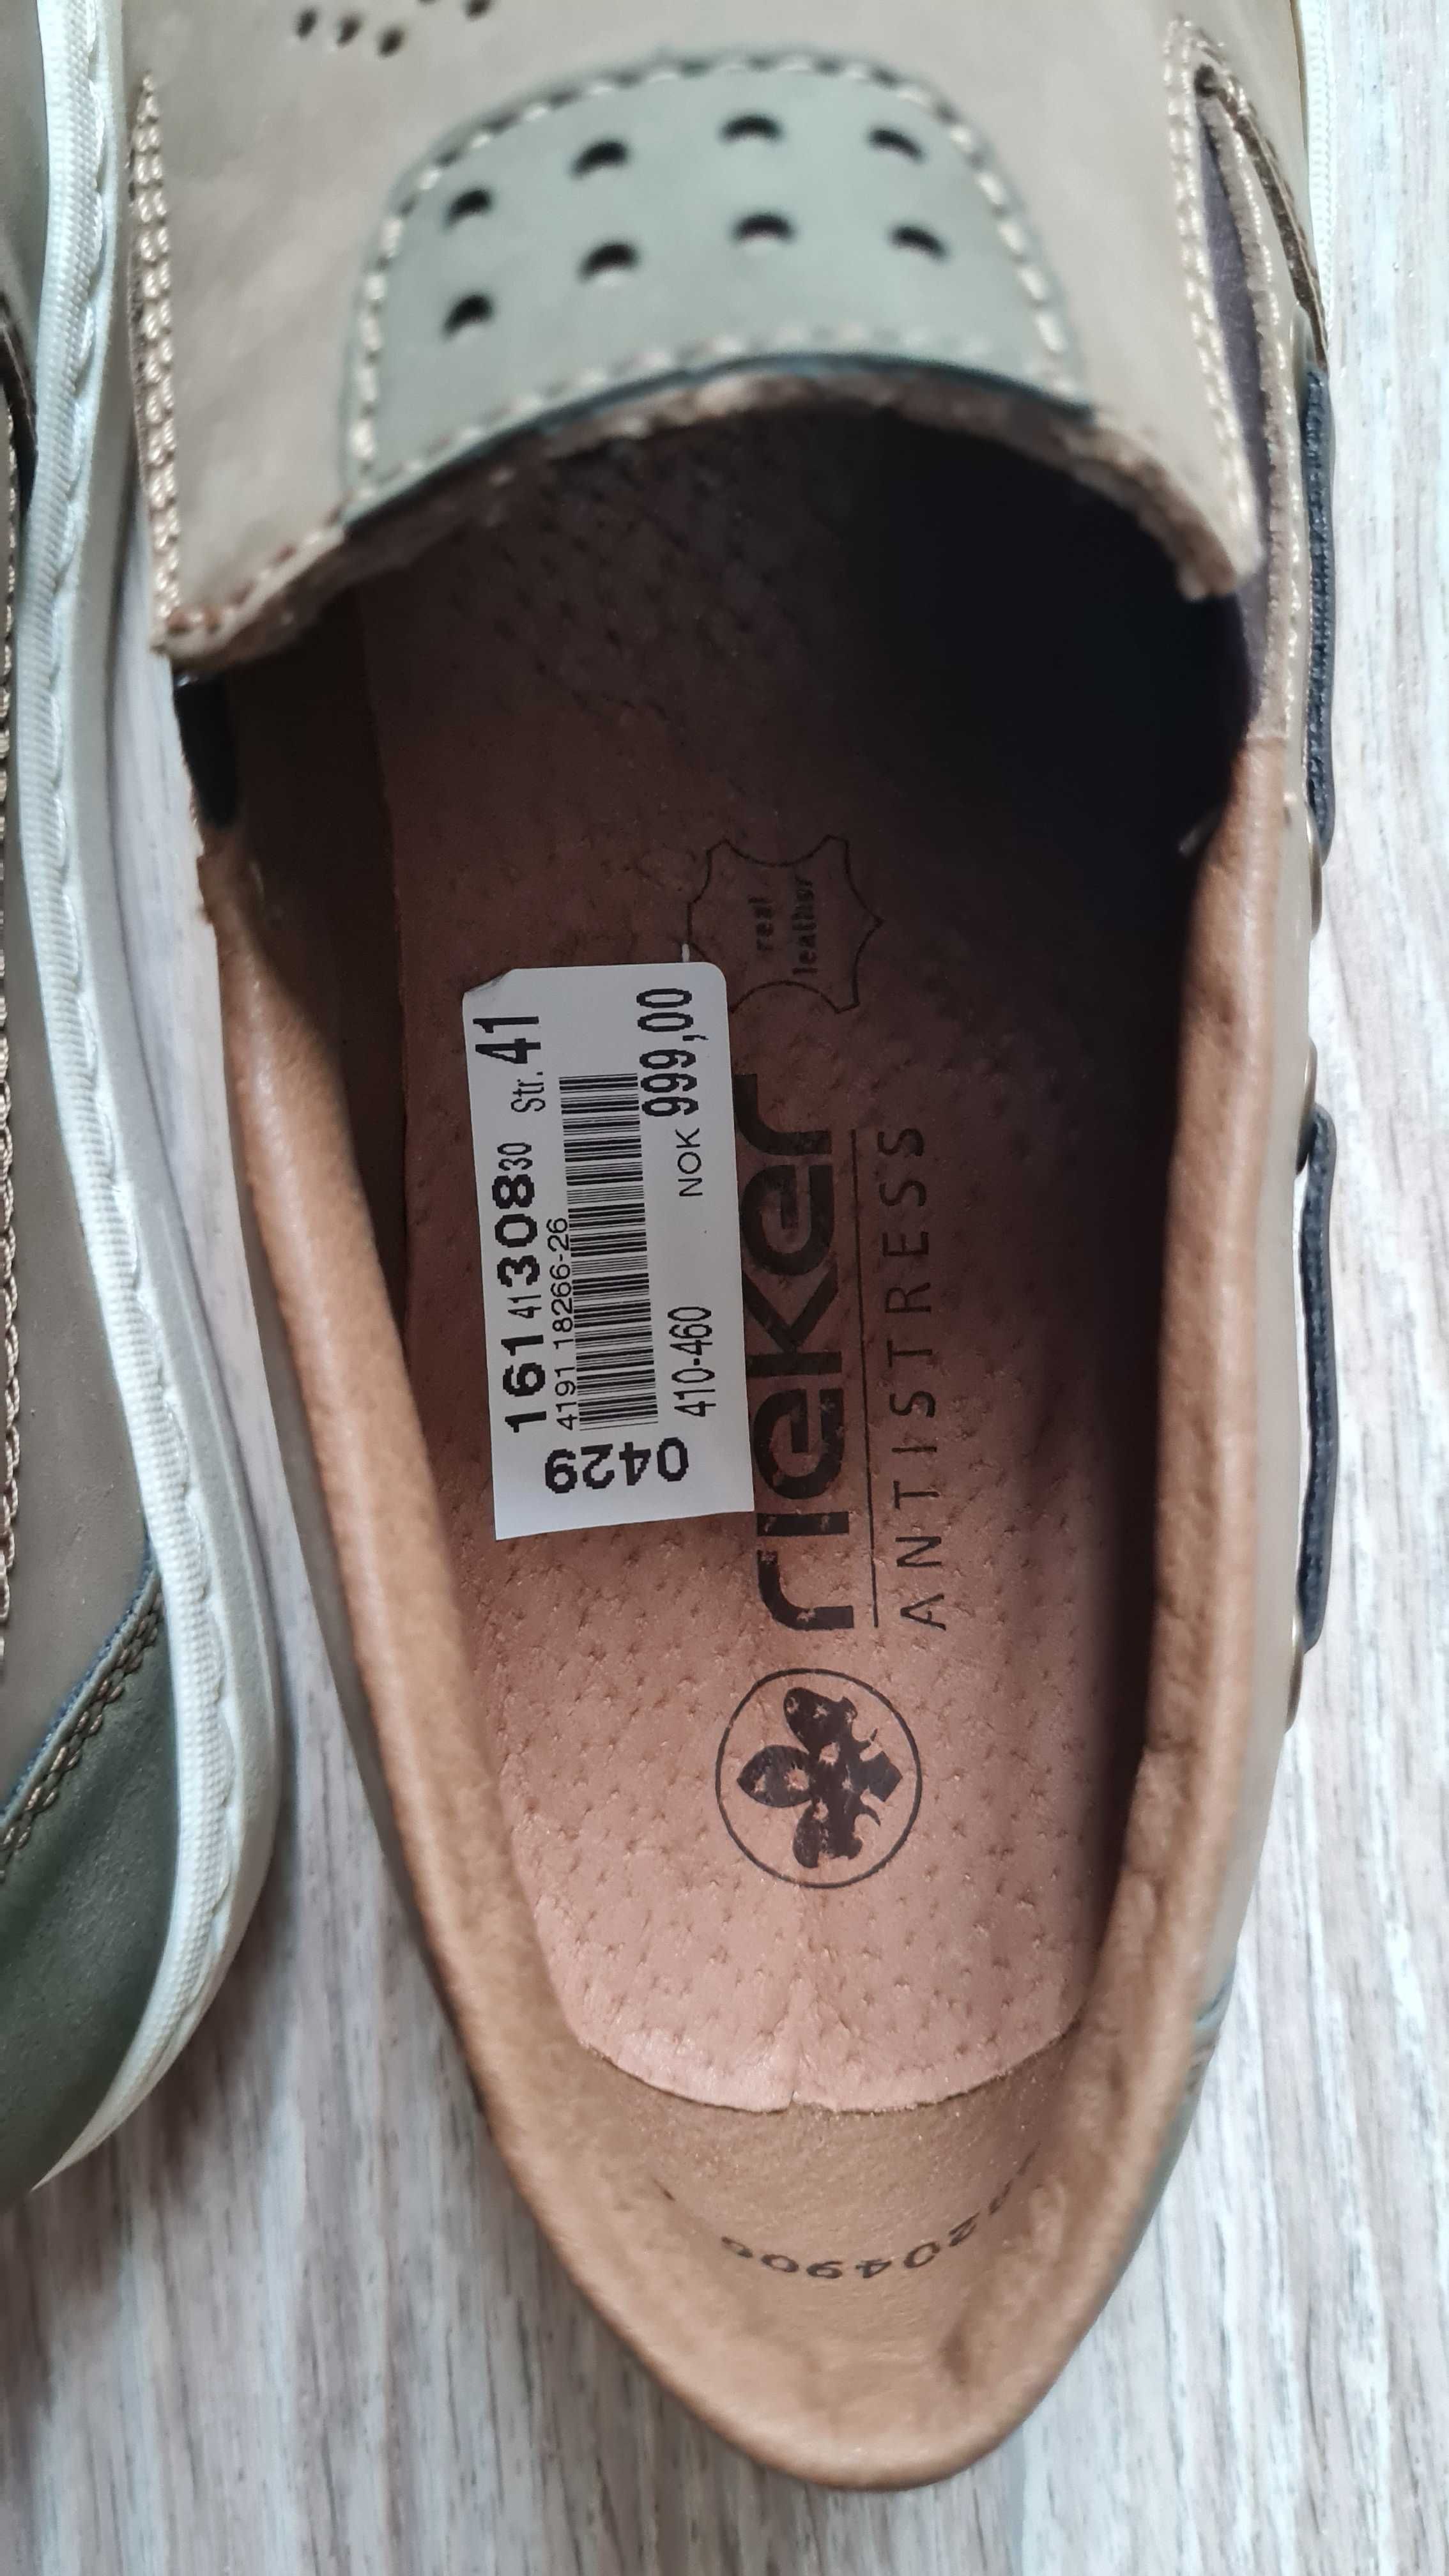 161 41 308 30 Str. 41
4191 18266-26
410-460 NOK 999,00
0429
real
leather
rieker
ANTISTRESS